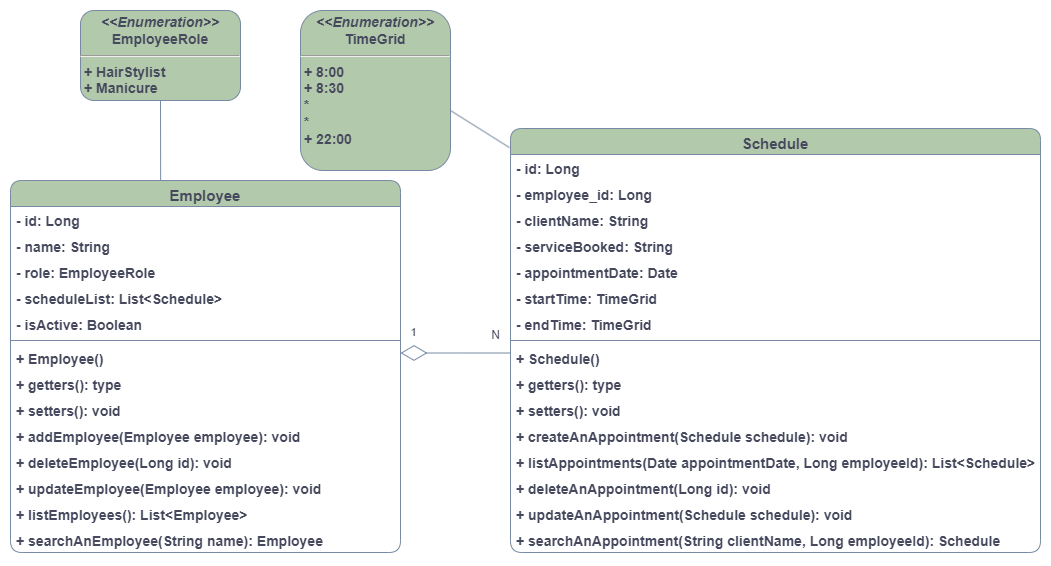 <<Enumeration>>
EmployeeRole
+ HairStylist
+ Manicure
<<Enumeration>>
TimeGrid
+ 8:00
+ 8:30
*
*
+ 22:00
Employee
- id: Long
- name: String
- role: EmployeeRole
- scheduleList: List<Schedule>
- isActive: Boolean
+ Employee()
+ getters(): type
+ setters(): void
+ addEmployee(Employee employee): void
+ deleteEmployee(Long id): void
+ updateEmployee(Employee employee): void
+ listEmployees(): List<Employee>
+ searchAnEmployee(String name): Employee
1
N
Schedule
- id: Long
- employee_id: Long
- clientName: String
- serviceBooked: String
- appointmentDate: Date
- startTime: TimeGrid
- endTime: TimeGrid
+ Schedule()
+ getters(): type
+ setters(): void
+ createAnAppointment(Schedule schedule): void
+ listAppointments(Date appointmentDate, Long employeeId): List<Schedule>
+ deleteAnAppointment(Long id): void
+ updateAnAppointment(Schedule schedule): void
+ searchAnAppointment(String clientName, Long employeeId): Schedule